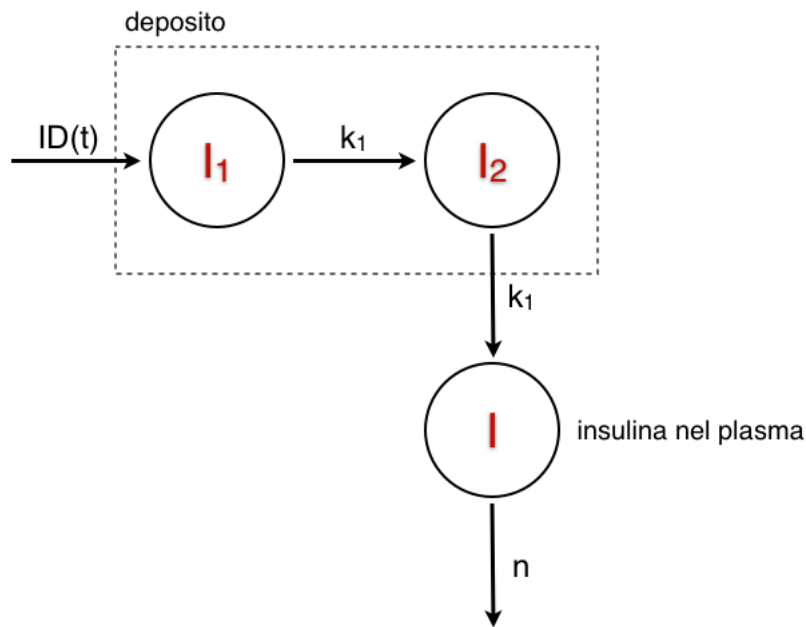 deposito
ID(t)
I₁
k₁
I₂
k₁
I
insulina nel plasma
n